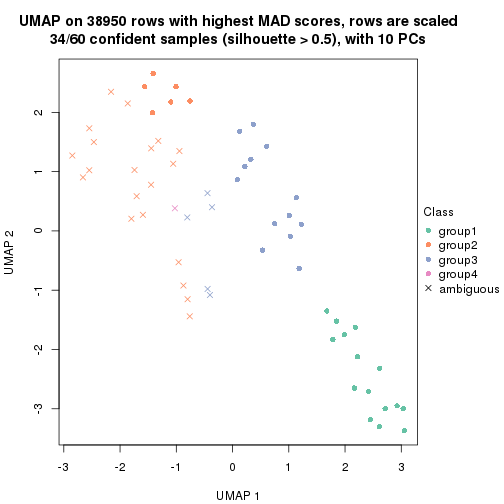 UMAP on 38950 rows with highest MAD scores, rows are scaled
34/60 confident samples (silhouette > 0.5), with 10 PCs
2
1
0
-1
-2
-3
UMAP 2
-3
-2
-1
0
1
2
3
UMAP 1
Class
group1
group2
group3
group4
ambiguous